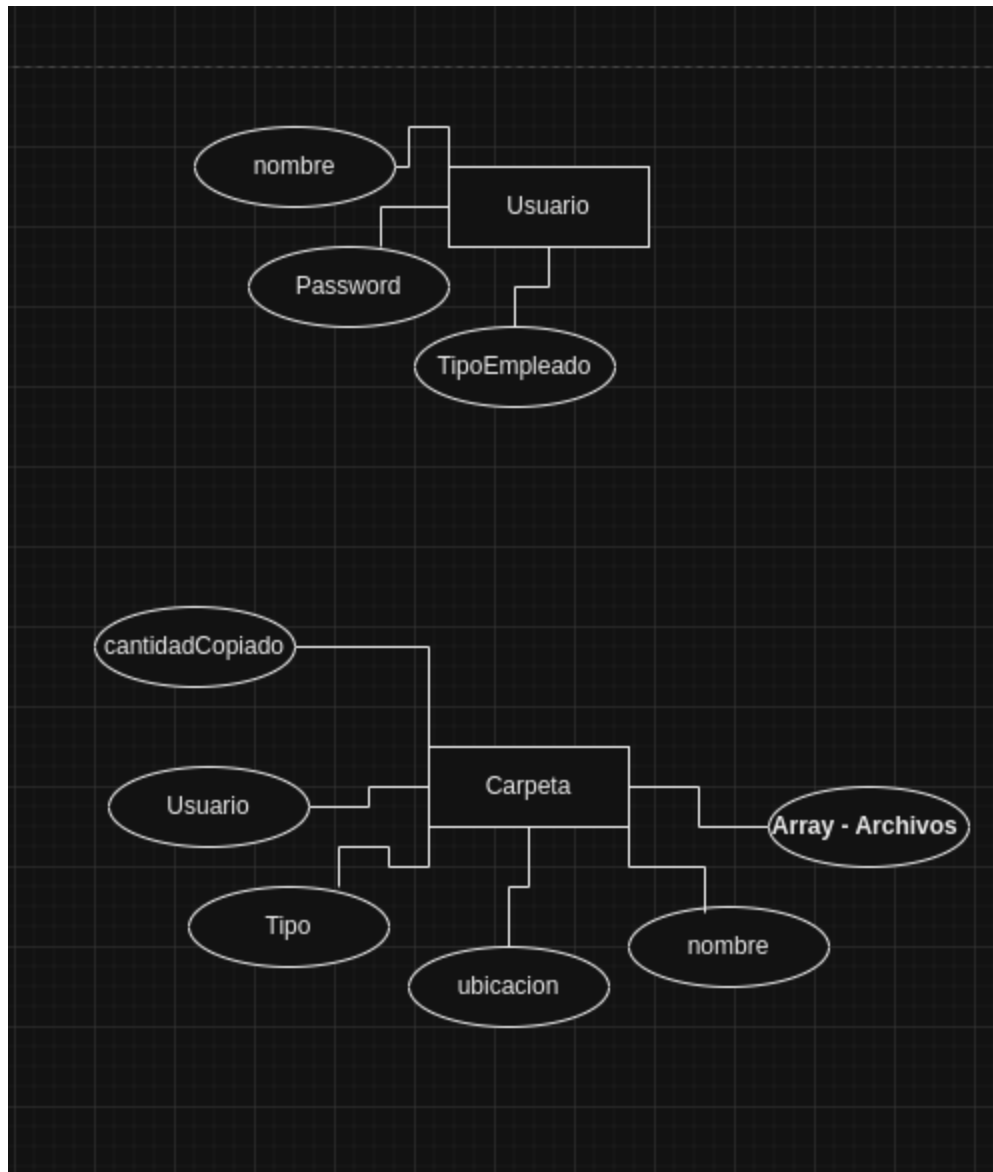 nombre
Usuario
Password
TipoEmpleado
cantidadCopiado
Carpeta
Usuario
Array - Archivos
Tipo
nombre
ubicacion